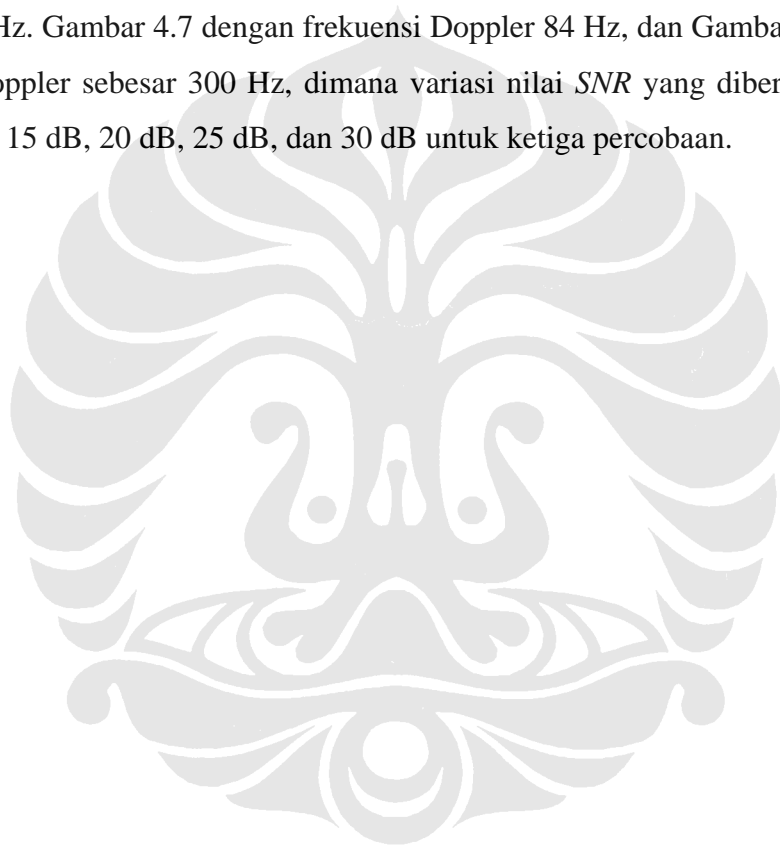 Hz. Gambar 4.7 dengan frekuensi Doppler 84 Hz, dan Gamba
oppler sebesar 300 Hz, dimana variasi nilai SNR yang diber
15 dB, 20 dB, 25 dB, dan 30 dB untuk ketiga percobaan.